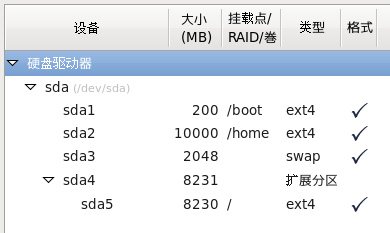 设备 大小 (MB) 挂载点/ RAID/卷 类型 格式
硬盘驱动器
sda (/dev/sda)
sda1 200 /boot ext4
sda2 10000 /home ext4
sda3 2048 swap
sda4 8231 扩展分区
sda5 8230 / ext4